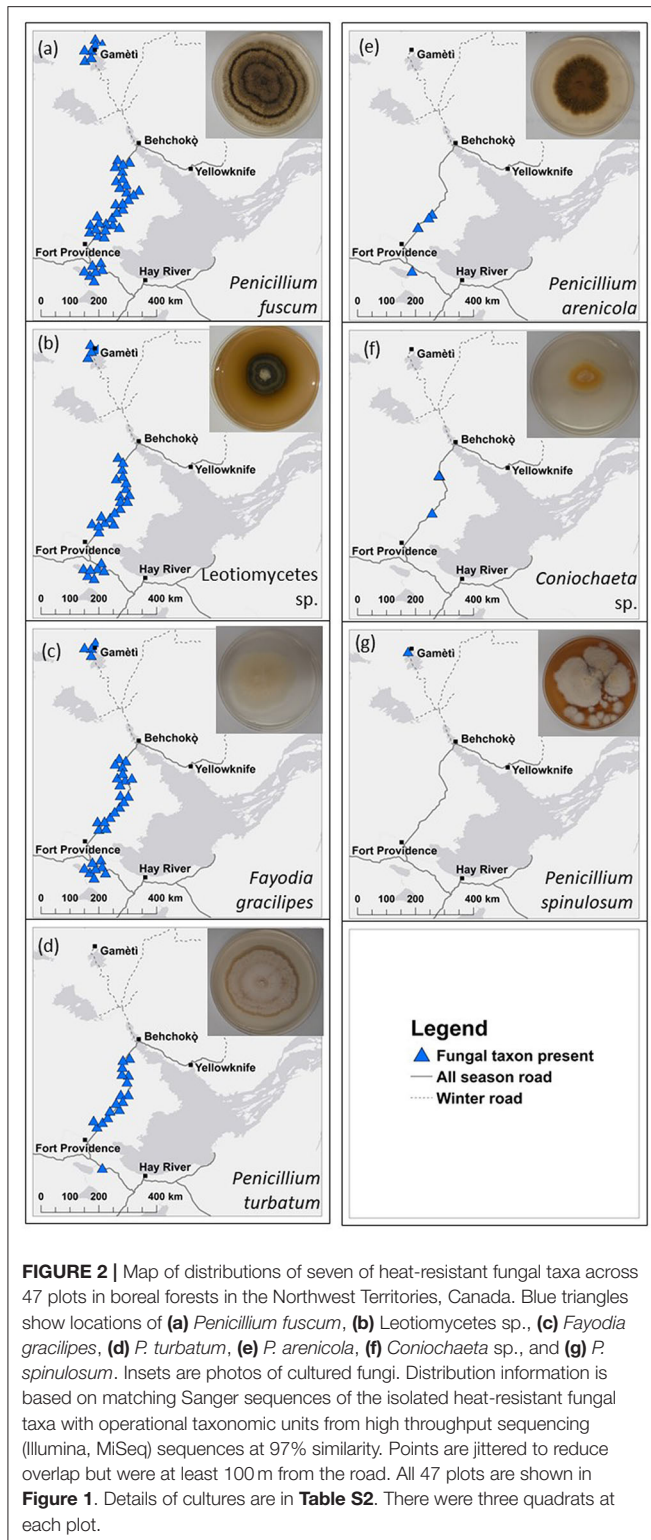 (a)
Gamètì
Behchokǫ̀
Yellowknife
Fort Providence
Hay River
0 100 200 400 km
Penicillium
fuscum
(e)
Gamètì
Behchokǫ̀
Yellowknife
Fort Providence
Hay River
0 100 200 400 km
Penicillium
arenicola
(b)
Gamètì
Behchokǫ̀
Yellowknife
Fort Providence
Hay River
0 100 200 400 km
Leotiomycetes
sp.
(f)
Gamètì
Behchokǫ̀
Yellowknife
Fort Providence
Hay River
0 100 200 400 km
Coniochaeta
sp.
(c)
Gamètì
Behchokǫ̀
Yellowknife
Fort Providence
Hay River
0 100 200 400 km
Fayodia
gracilipes
(g)
Gamètì
Behchokǫ̀
Yellowknife
Fort Providence
Hay River
0 100 200 400 km
Penicillium
spinulosum
(d)
Gamètì
Behchokǫ̀
Yellowknife
Fort Providence
Hay River
0 100 200 400 km
Penicillium
turbatum
Legend
Fungal taxon present
All season road
Winter road
FIGURE 2 | Map of distributions of seven of heat-resistant fungal taxa across
47 plots in boreal forests in the Northwest Territories, Canada. Blue triangles
show locations of (a) Penicillium fuscum, (b) Leotiomycetes sp., (c) Fayodia
gracilipes, (d) P. turbatum, (e) P. arenicola, (f) Coniochaeta sp., and (g) P.
spinulosum. Insets are photos of cultured fungi. Distribution information is
based on matching Sanger sequences of the isolated heat-resistant fungal
taxa with operational taxonomic units from high throughput sequencing
(Illumina, MiSeq) sequences at 97% similarity. Points are jittered to reduce
overlap but were at least 100 m from the road. All 47 plots are shown in
Figure 1. Details of cultures are in Table S2. There were three quadrats at
each plot.